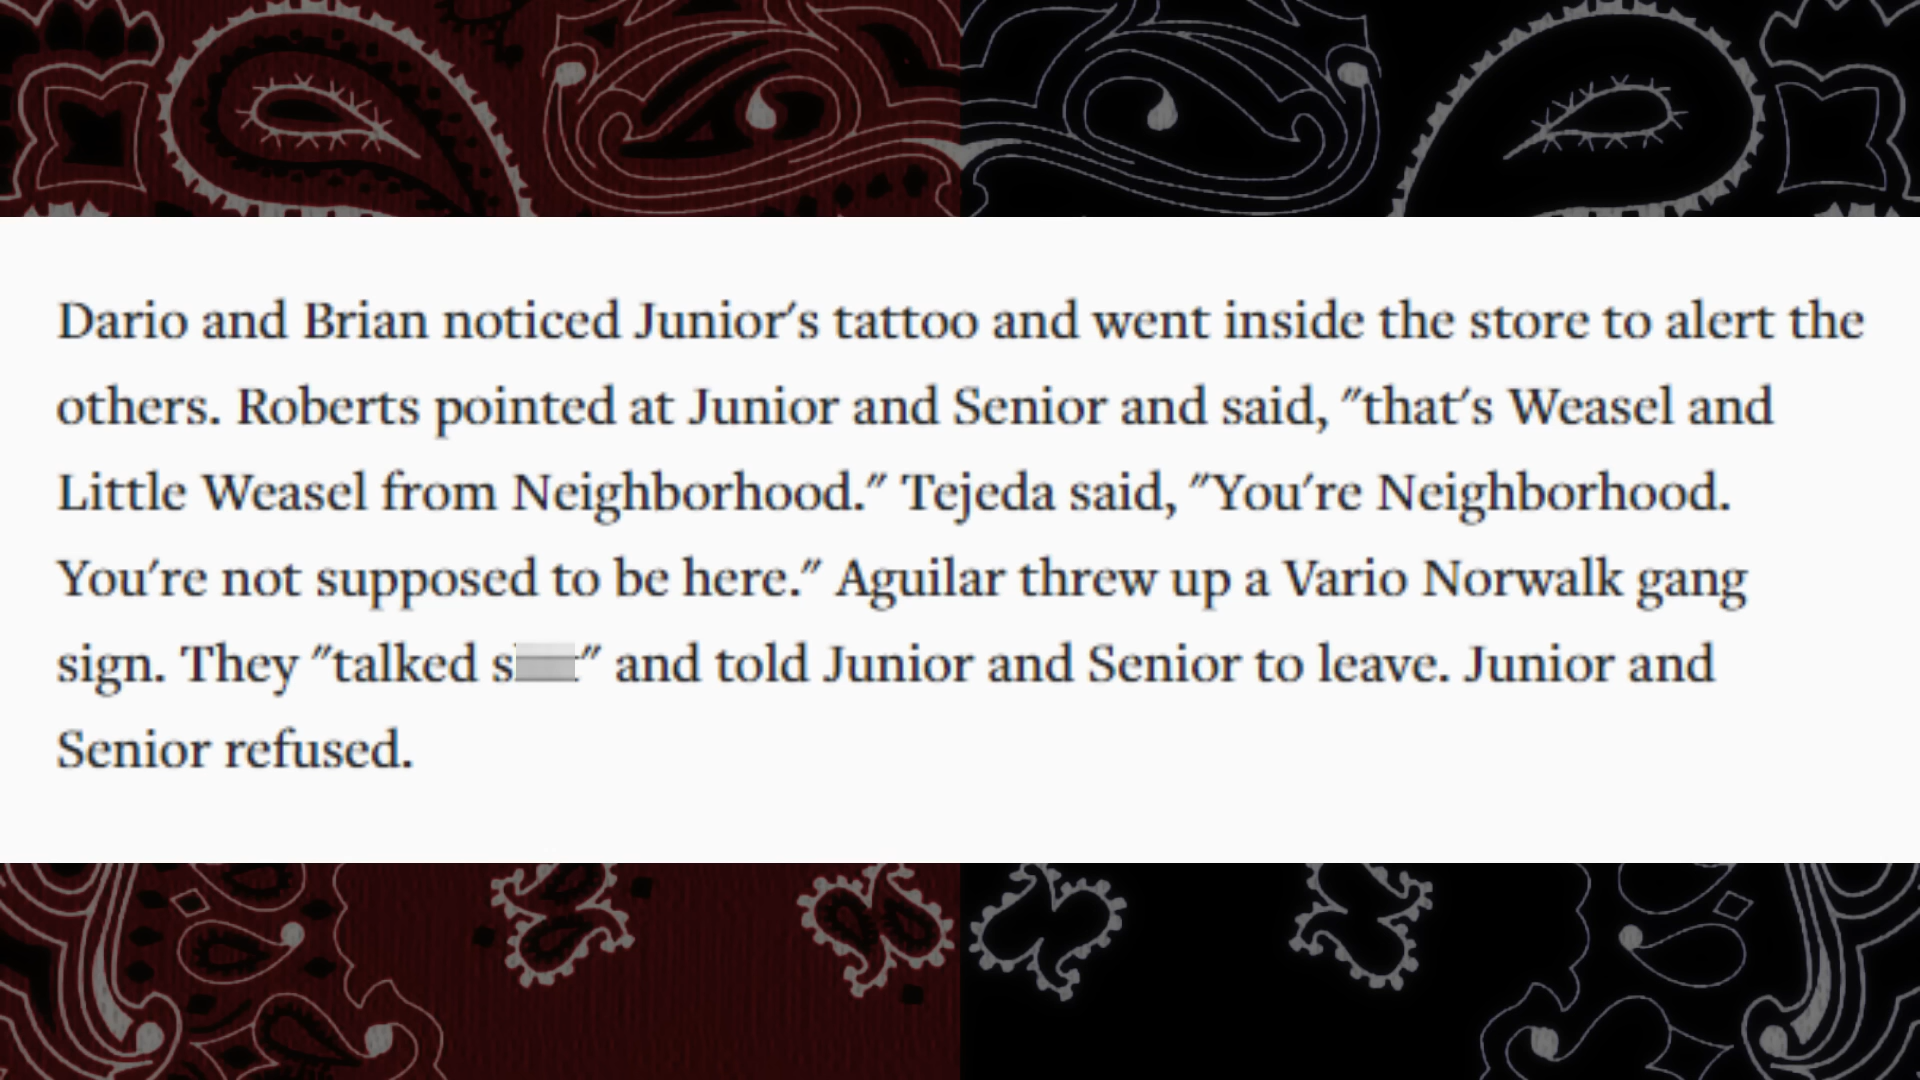 Dario and Brian noticed Junior's tattoo and went inside the store to alert the
others. Roberts pointed at Junior and Senior and said, "that's Weasel and
Little Weasel from Neighborhood." Tejeda said, "You're Neighborhood.
You're not supposed to be here." Aguilar threw up a Vario Norwalk gang
sign. They "talked s" and told Junior and Senior to leave. Junior and
Senior refused.